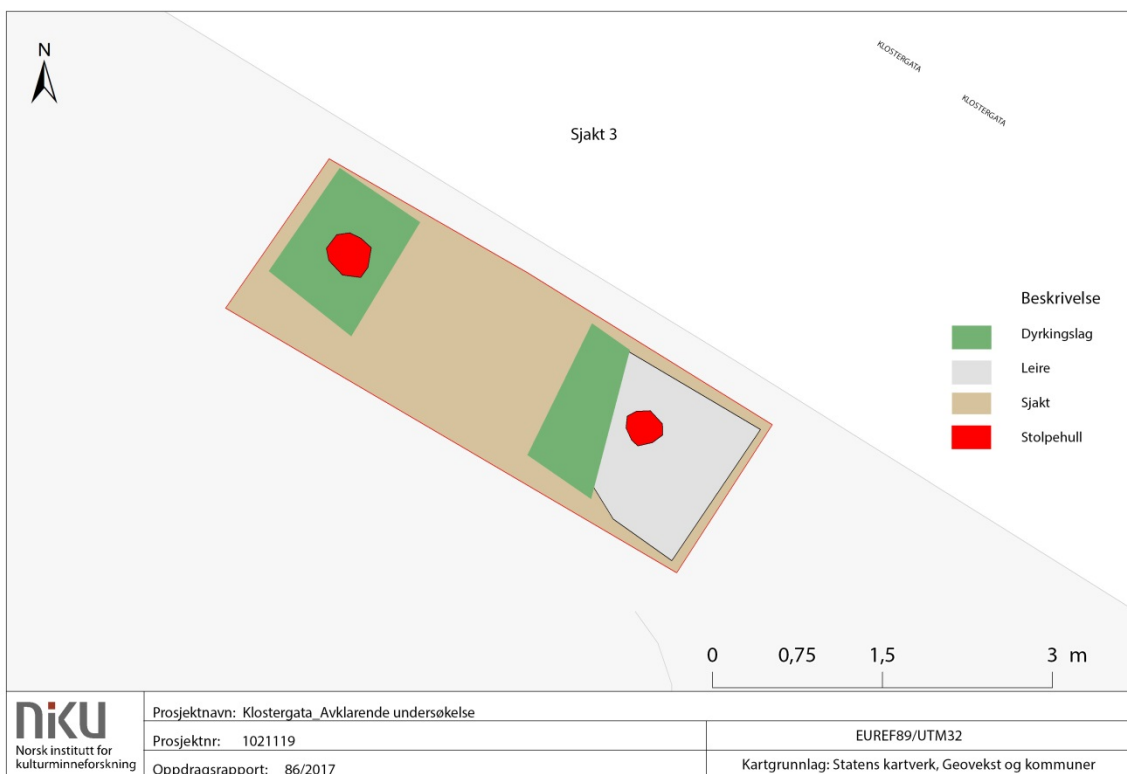 N
KLOSTERGATA
KLOSTERGATA
Sjakt 3
Beskrivelse
Dyrkingslag
Leire
Sjakt
Stolpehull
0 0,75 1,5 3 m
niku
Norsk institutt for
kulturminneforskning
Prosjektnavn: Klostergata_Avklarende undersøkelse
Prosjektnr: 1021119
Oppdragsrapport: 86/2017
EUREF89/UTM32
Kartgrunnlag: Statens kartverk, Geovekst og kommuner